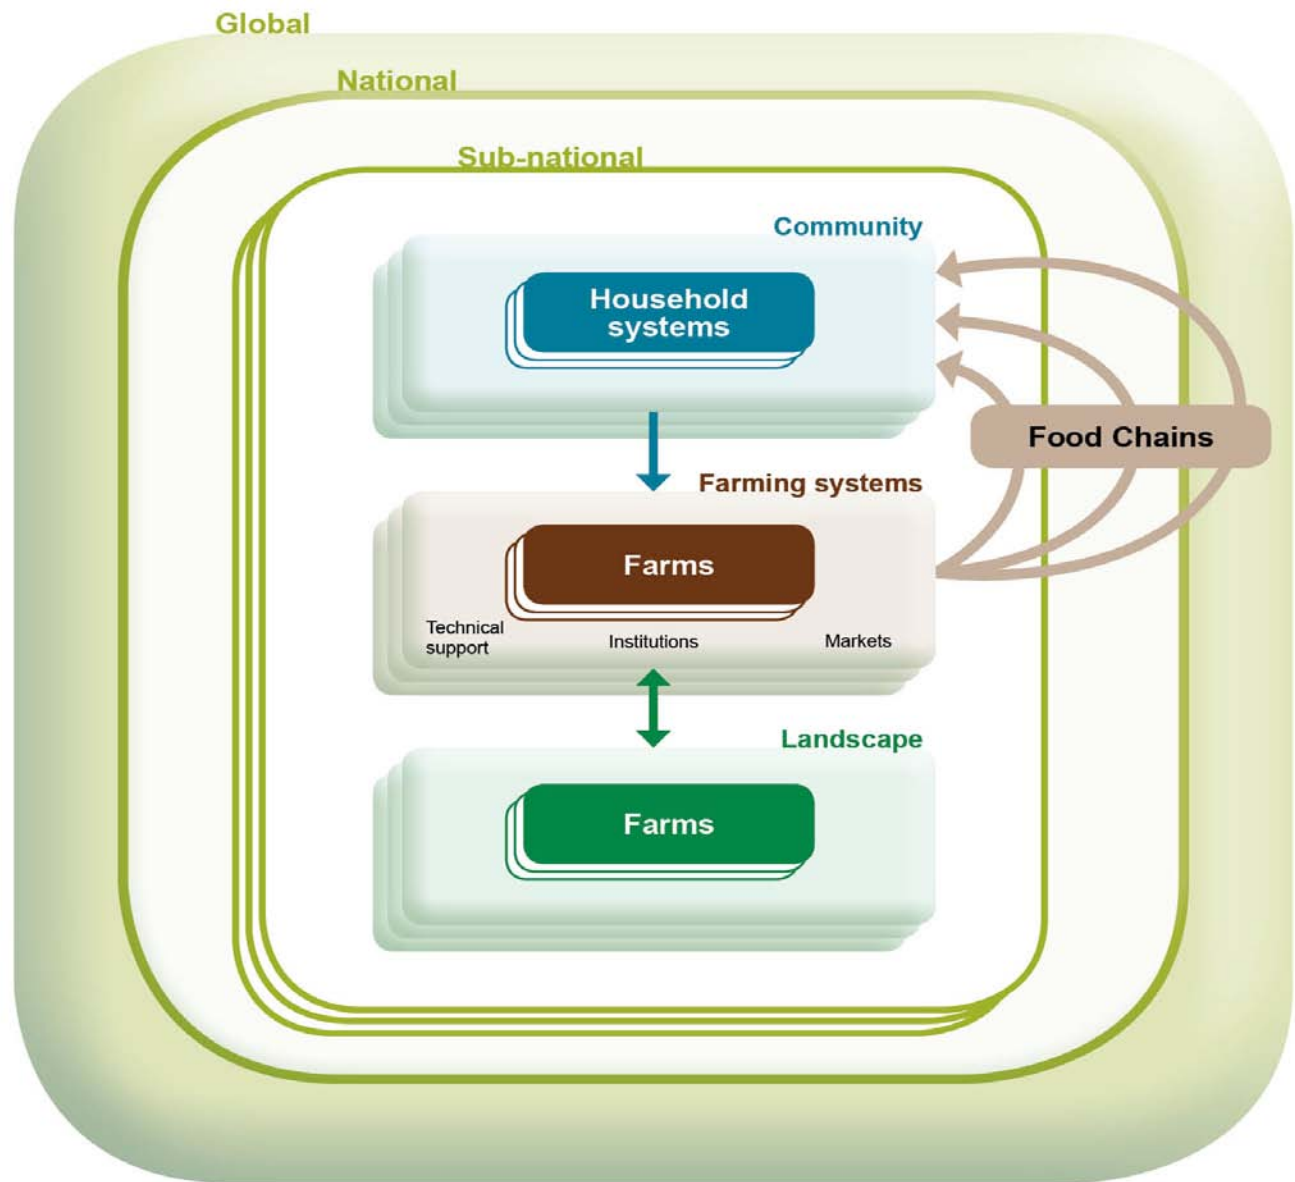 Global
National
Sub-national
Community
Household
systems
Food Chains
Farming systems
Farms
Technical
support
Institutions
Markets
Landscape
Farms